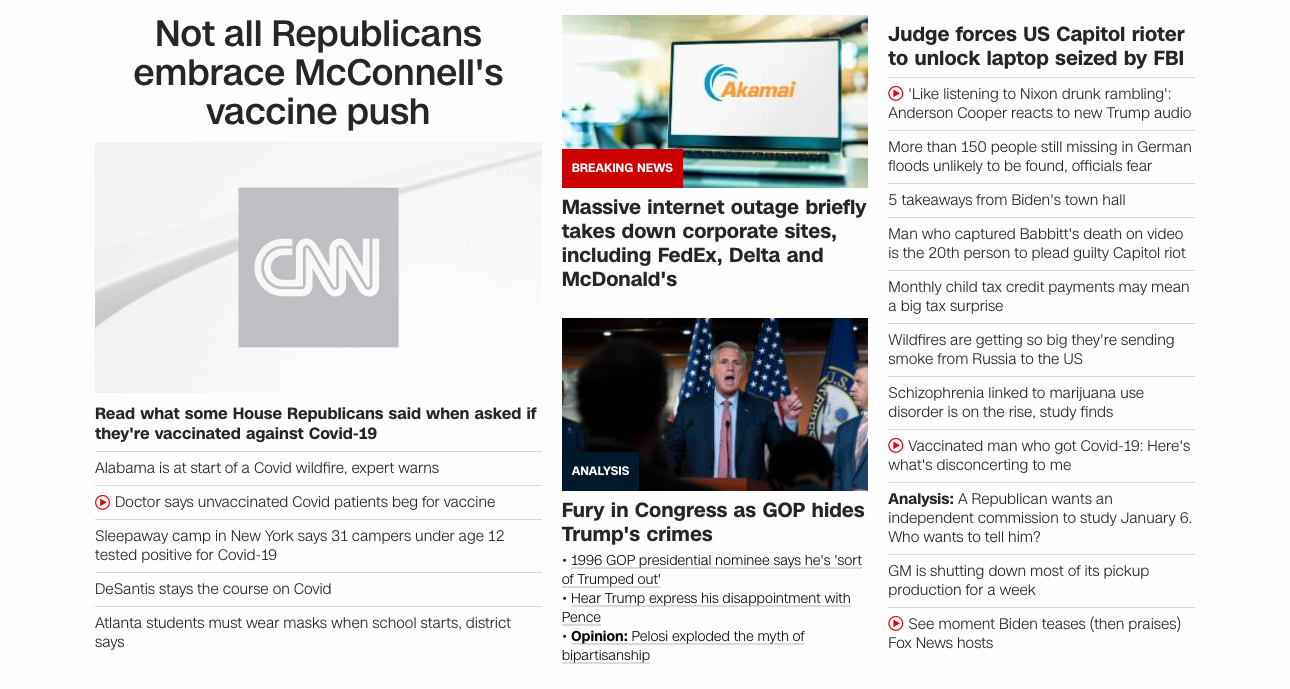 Not all Republicans
embrace McConnell's
vaccine push
CNN
Read what some House Republicans said when asked if
they're vaccinated against Covid-19
Alabama is at start of a Covid wildfire, expert warns
Doctor says unvaccinated Covid patients beg for vaccine
Sleepaway camp in New York says 31 campers under age 12
tested positive for Covid-19
DeSantis stays the course on Covid
Atlanta students must wear masks when school starts, district
says
Akamai
BREAKING NEWS
Massive internet outage briefly
takes down corporate sites,
including FedEx, Delta and
McDonald's
ANALYSIS
Fury in Congress as GOP hides
Trump's crimes
• 1996 GOP presidential nominee says he's 'sort
of Trumped out'
• Hear Trump express his disappointment with
Pence
• Opinion: Pelosi exploded the myth of
bipartisanship
Judge forces US Capitol rioter
to unlock laptop seized by FBI
'Like listening to Nixon drunk rambling':
Anderson Cooper reacts to new Trump audio
More than 150 people still missing in German
floods unlikely to be found, officials fear
5 takeaways from Biden's town hall
Man who captured Babbitt's death on video
is the 20th person to plead guilty Capitol riot
Monthly child tax credit payments may mean
a big tax surprise
Wildfires are getting so big they're sending
smoke from Russia to the US
Schizophrenia linked to marijuana use
disorder is on the rise, study finds
Vaccinated man who got Covid-19: Here's
what's disconcerting to me
Analysis: A Republican wants an
independent commission to study January 6.
Who wants to tell him?
GM is shutting down most of its pickup
production for a week
See moment Biden teases (then praises)
Fox News hosts